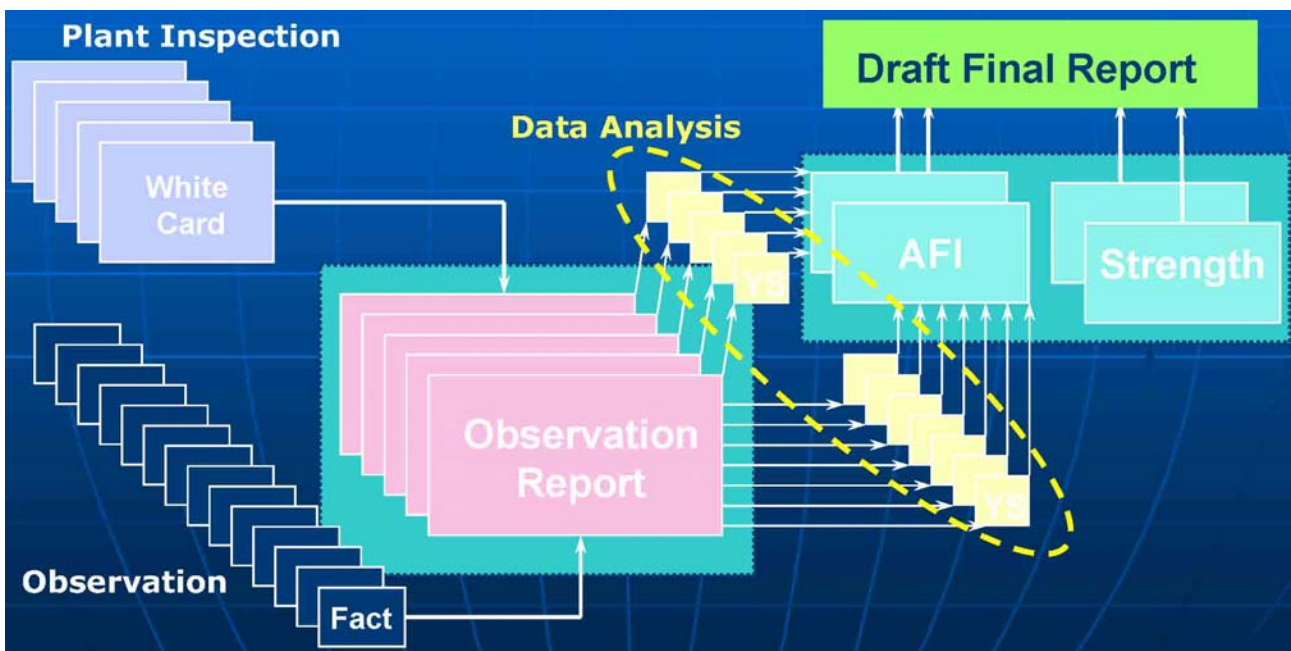 Plant Inspection
White
Card
Draft Final Report
Data Analysis
YS
AFI
Strength
Observation
Report
YS
Observation
Fact